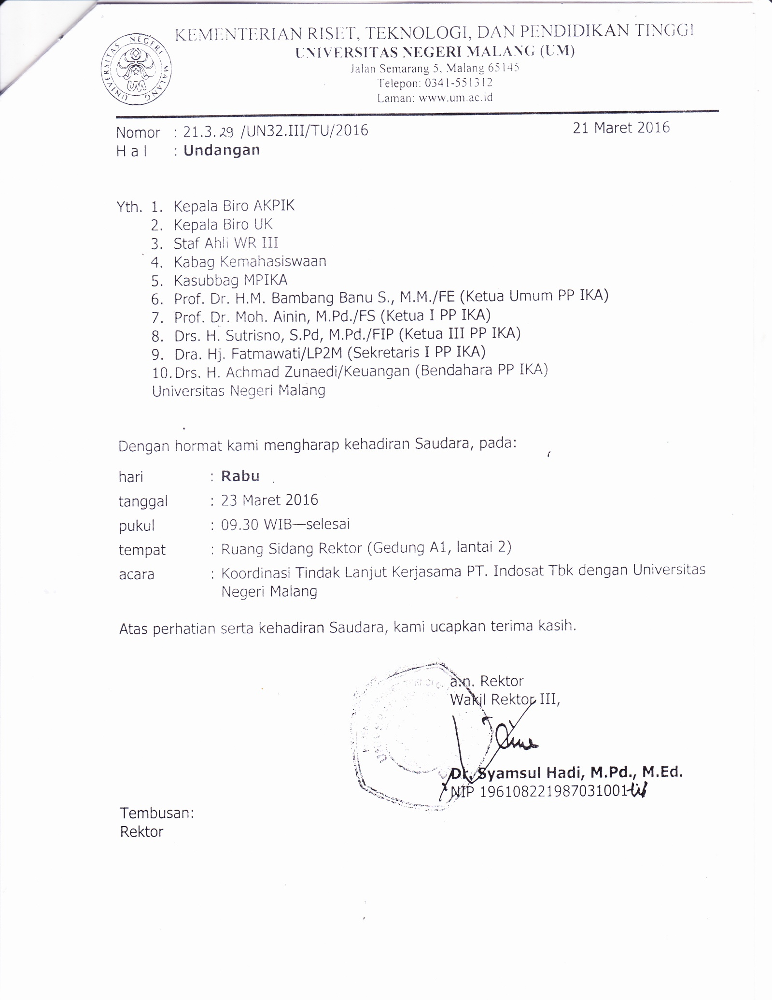 KEMENTERIAN RISET, TEKNOLOGI, DAN PENDIDIKAN TINGGI
UNIVERSITAS NEGERI MALANG (UM)
Jalan Semarang 5, Malang 65145
Telepon: 0341-551312
Laman: www.um.ac.id
UNIVERSITAS NEGERI MALANG
UM
Nomor : 21.3.29 /UN32.III/TU/2016 21 Maret 2016
H a l : Undangan
Yth. 1. Kepala Biro AKPIK
2. Kepala Biro UK
3. Staf Ahli WR III
4. Kabag Kemahasiswaan
5. Kasubbag MPIKA
6. Prof. Dr. H.M. Bambang Banu S., M.M./FE (Ketua Umum PP IKA)
7. Prof. Dr. Moh. Ainin, M.Pd./FS (Ketua I PP IKA)
8. Drs. H. Sutrisno, S.Pd, M.Pd./FIP (Ketua III PP IKA)
9. Dra. Hj. Fatmawati/LP2M (Sekretaris I PP IKA)
10. Drs. H. Achmad Zunaedi/Keuangan (Bendahara PP IKA)
Universitas Negeri Malang
Dengan hormat kami mengharap kehadiran Saudara, pada:
hari : Rabu
tanggal : 23 Maret 2016
pukul : 09.30 WIB—selesai
tempat : Ruang Sidang Rektor (Gedung A1, lantai 2)
acara : Koordinasi Tindak Lanjut Kerjasama PT. Indosat Tbk dengan Universitas
Negeri Malang
Atas perhatian serta kehadiran Saudara, kami ucapkan terima kasih.
a.n. Rektor
Wakil Rektor III,
Dr. Syamsul Hadi, M.Pd., M.Ed.
NIP 196108221987031001
Tembusan:
Rektor